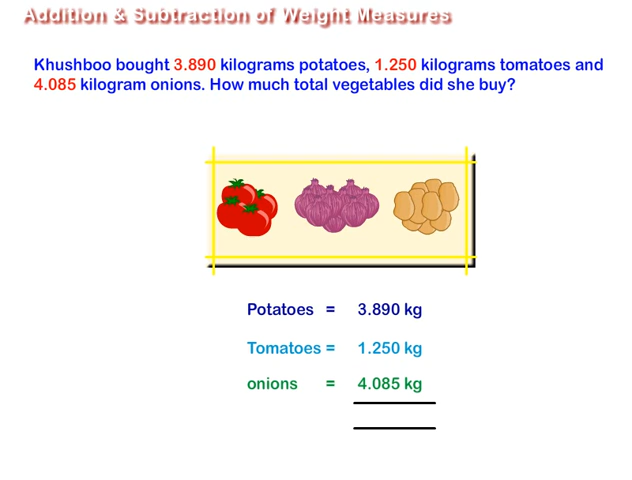 Addition & Subtraction of Weight Measures
Khushboo bought 3.890 kilograms potatoes, 1.250 kilograms tomatoes and
4.085 kilogram onions. How much total vegetables did she buy?
Potatoes = 3.890 kg
Tomatoes = 1.250 kg
onions = 4.085 kg